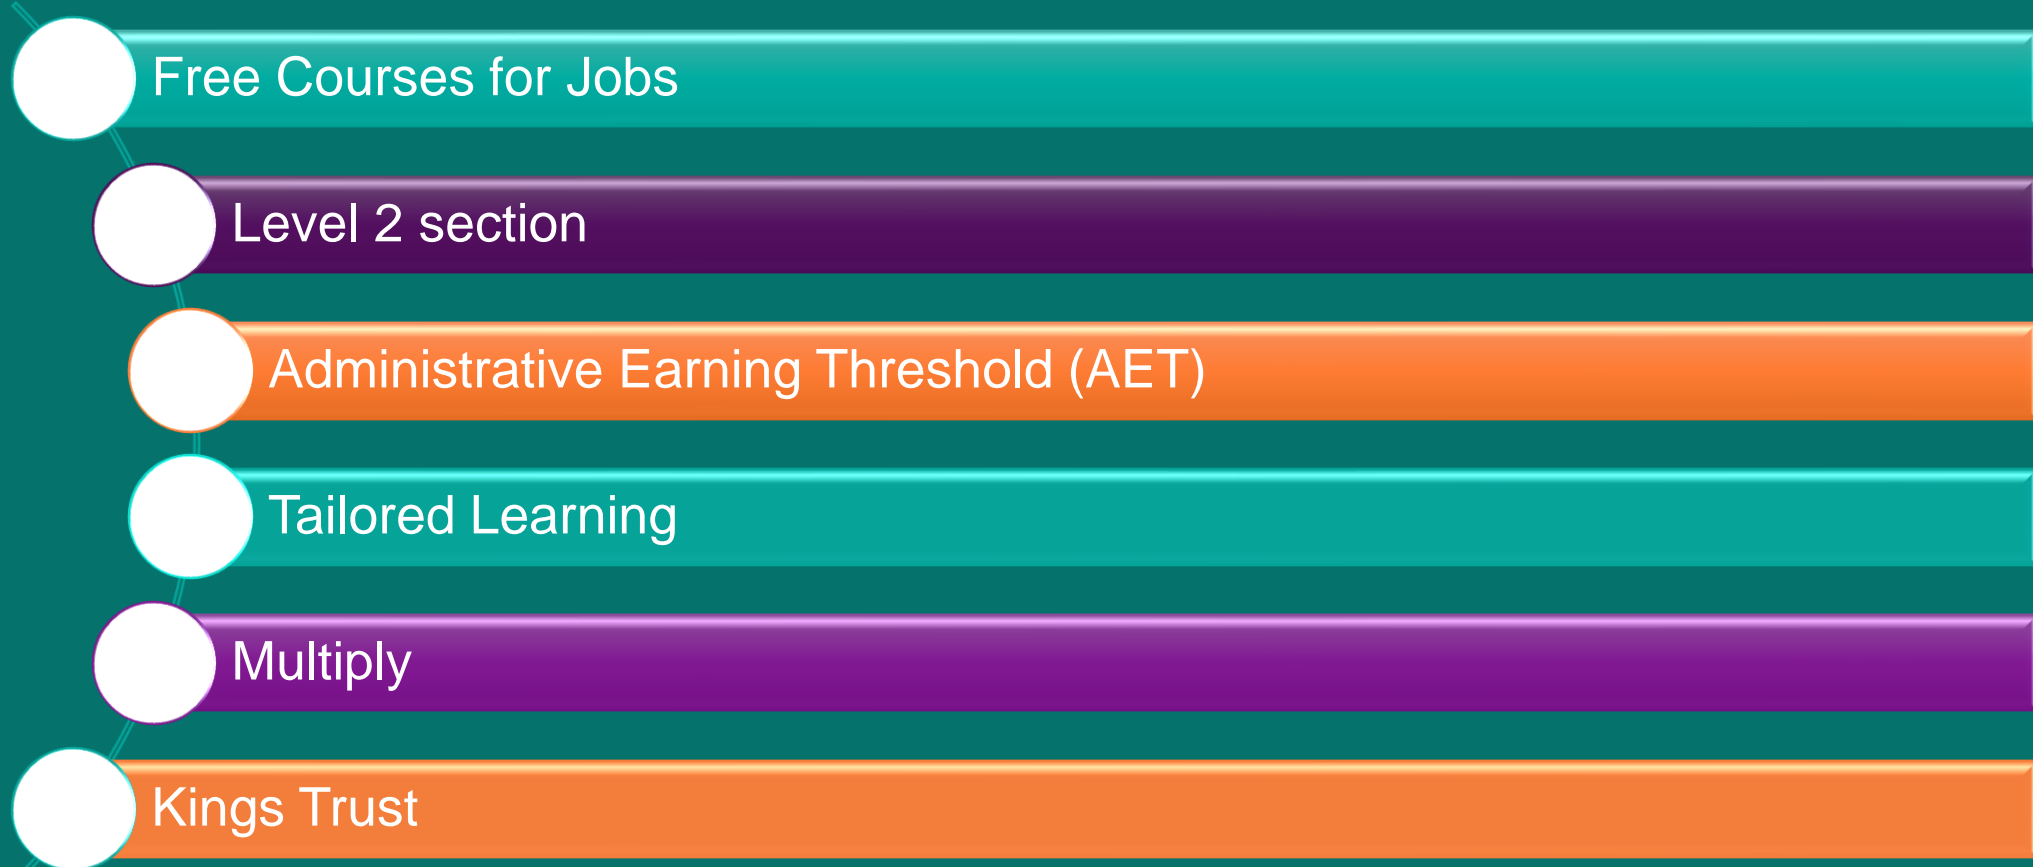 Free Courses for Jobs
Level 2 section
Administrative Earning Threshold (AET)
Tailored Learning
Multiply
Kings Trust